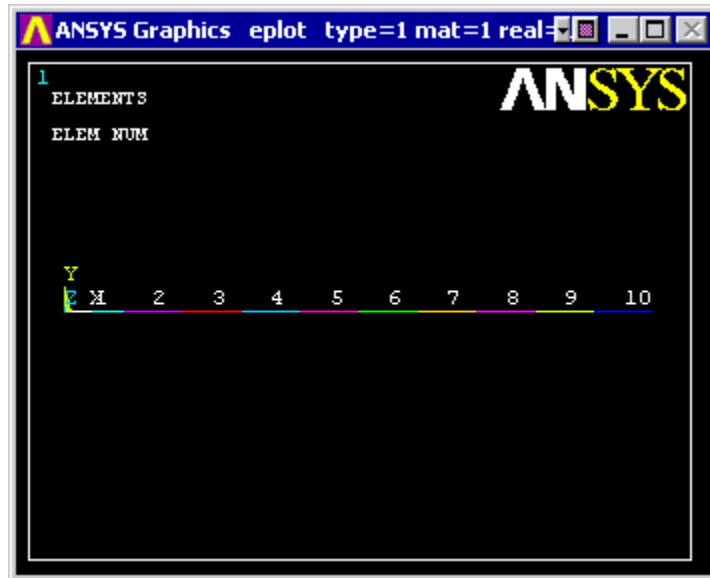 ANSYS Graphics eplot type=1 mat=1 real=
1
ANSYS
ELEMENTS
ELEM NUM
Y
Z X 2 3 4 5 6 7 8 9 10